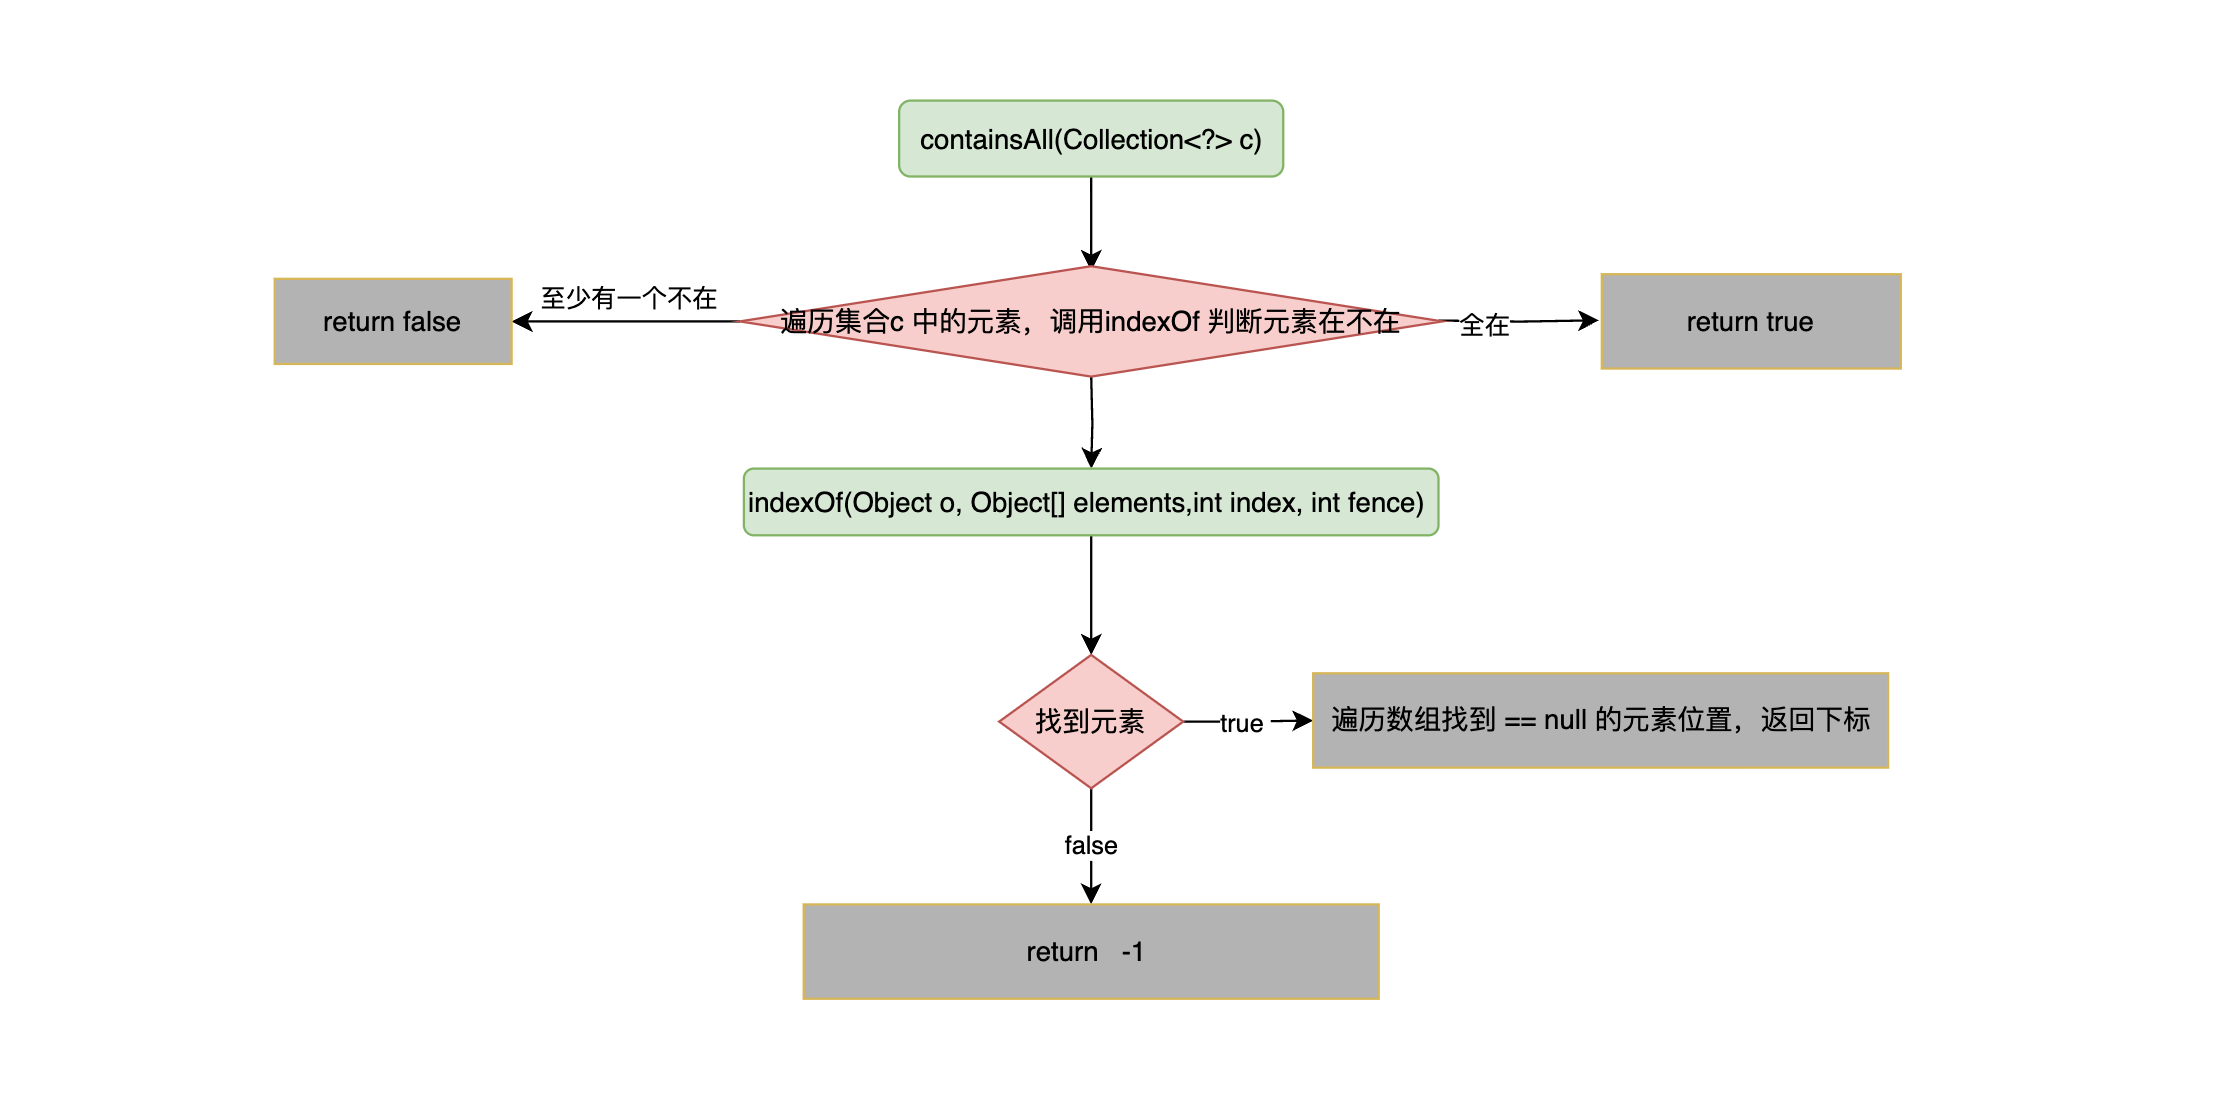 containsAll(Collection<?> c)
至少有一个不在
return false
遍历集合c 中的元素，调用indexOf 判断元素在不在
全在
return true
indexOf(Object o, Object[] elements,int index, int fence)
找到元素
true
遍历数组找到 == null 的元素位置，返回下标
false
return   -1